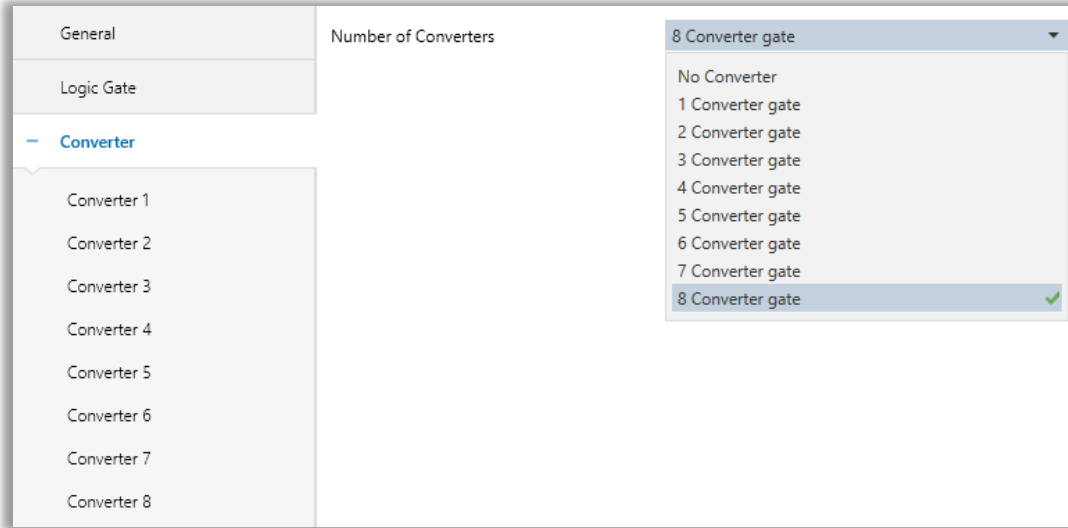 General
Logic Gate
Converter
Converter 1
Converter 2
Converter 3
Converter 4
Converter 5
Converter 6
Converter 7
Converter 8
Number of Converters
8 Converter gate
No Converter
1 Converter gate
2 Converter gate
3 Converter gate
4 Converter gate
5 Converter gate
6 Converter gate
7 Converter gate
8 Converter gate